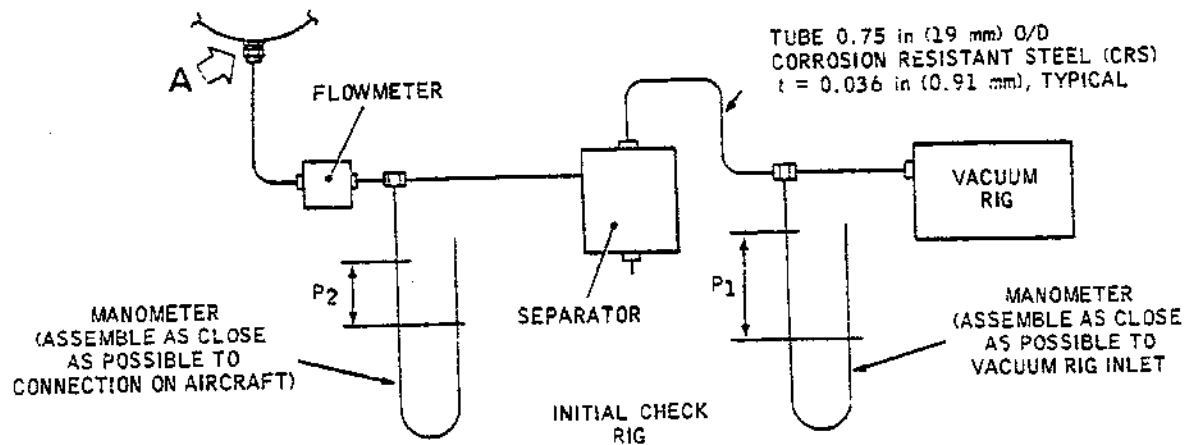 TUBE 0.75 in (19 mm) O/D
CORROSION RESISTANT STEEL (CRS)
t = 0.036 in (0.91 mm), TYPICAL
A
FLOWMETER
VACUUM
RIG
P2
P1
SEPARATOR
MANOMETER
(ASSEMBLE AS CLOSE
AS POSSIBLE TO
CONNECTION ON AIRCRAFT)
MANOMETER
(ASSEMBLE AS CLOSE
AS POSSIBLE TO
VACUUM RIG INLET
INITIAL CHECK
RIG